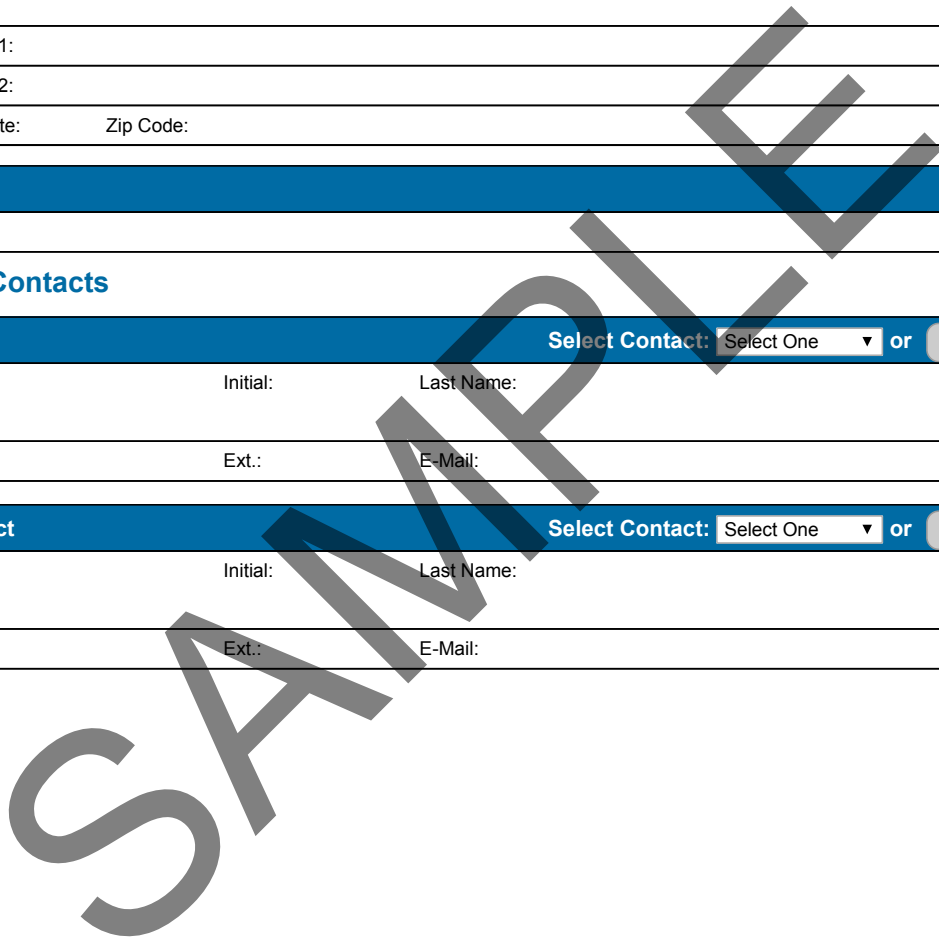 1:
2:
te: Zip Code:
Contacts
Select Contact: Select One ▼ or
Initial: Last Name:
Ext.: E-Mail:
ct Select Contact: Select One ▼ or
Initial: Last Name:
Ext.: E-Mail:
SAMPLE